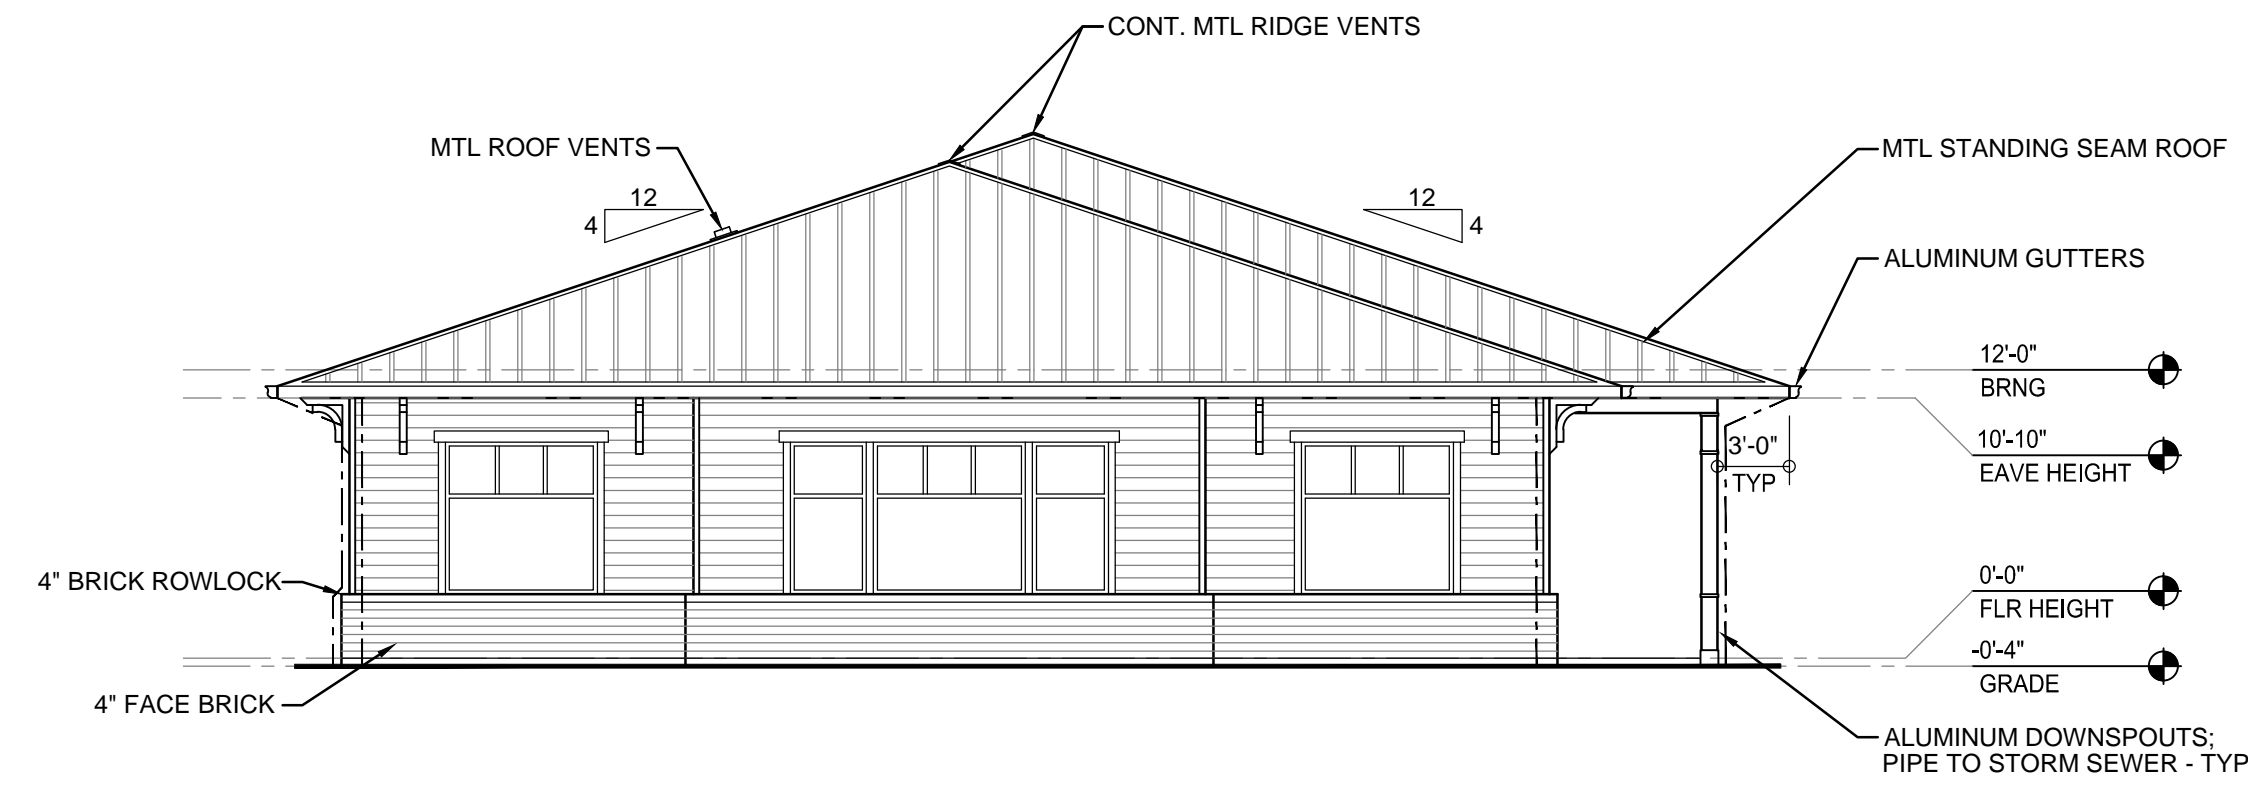 CONT. MTL RIDGE VENTS
MTL ROOF VENTS
MTL STANDING SEAM ROOF
12
4
12
4
ALUMINUM GUTTERS
12'-0"
BRNG
10'-10"
EAVE HEIGHT
3'-0"
TYP
4" BRICK ROWLOCK
0'-0"
FLR HEIGHT
-0'-4"
GRADE
4" FACE BRICK
ALUMINUM DOWNSPOUTS;
PIPE TO STORM SEWER - TYP